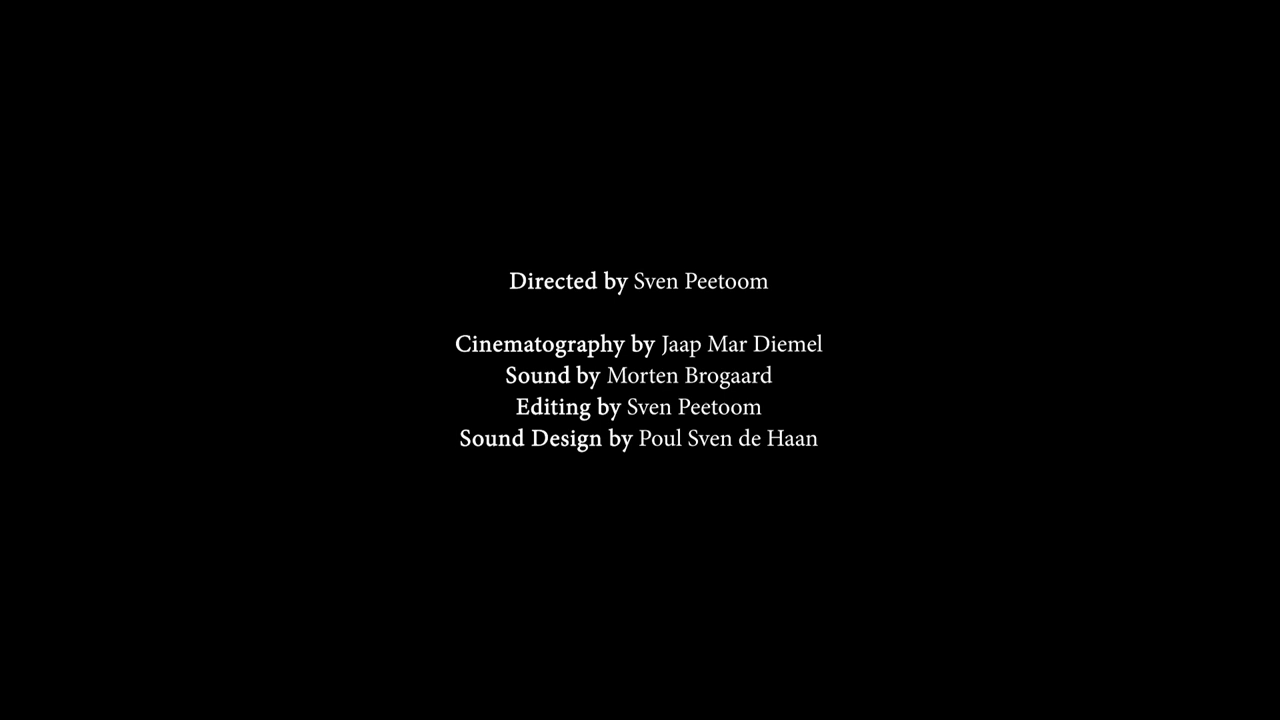 Directed by Sven Peetoom
Cinematography by Jaap Mar Diemel
Sound by Morten Brogaard
Editing by Sven Peetoom
Sound Design by Poul Sven de Haan